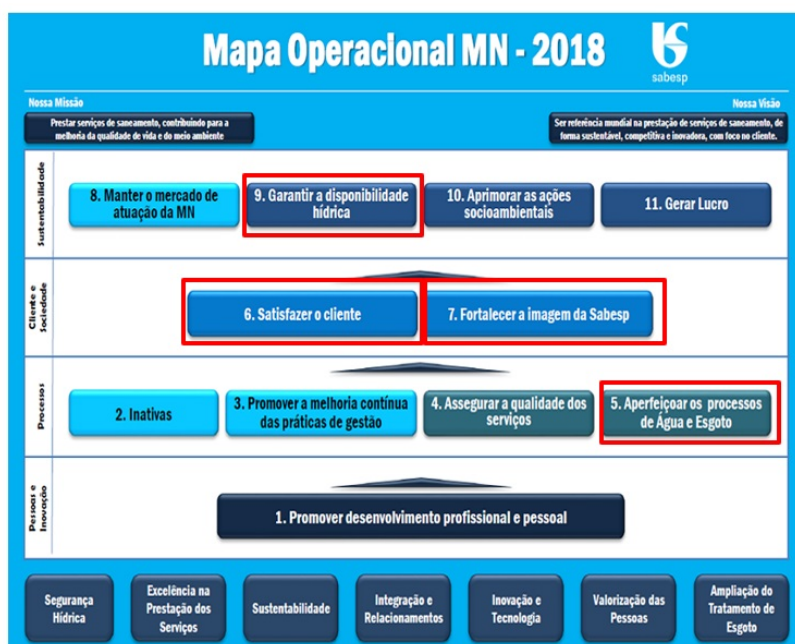 Mapa Operacional MN - 2018
sabesp
Nossa Missão
Nossa Visão
Prestar serviços de saneamento, contribuindo para a
melhoria da qualidade de vida e do meio ambiente
Ser referência mundial na prestação de serviços de saneamento, de
forma sustentável, competitiva e inovadora, com foco no cliente.
Sustentabilidade
8. Manter o mercado de
atuação da MN
9. Garantir a disponibilidade
hídrica
10. Aprimorar as ações
socioambientais
11. Gerar Lucro
Cliente e
Sociedade
6. Satisfazer o cliente
7. Fortalecer a imagem da Sabesp
Processos
2. Inativas
3. Promover a melhoria contínua
das práticas de gestão
4. Assegurar a qualidade dos
serviços
5. Aperfeiçoar os processos
de Água e Esgoto
Pessoas e
Inovação
1. Promover desenvolvimento profissional e pessoal
Segurança
Hídrica
Excelência na
Prestação dos
Serviços
Sustentabilidade
Integração e
Relacionamentos
Inovação e
Tecnologia
Valorização das
Pessoas
Ampliação do
Tratamento de
Esgoto